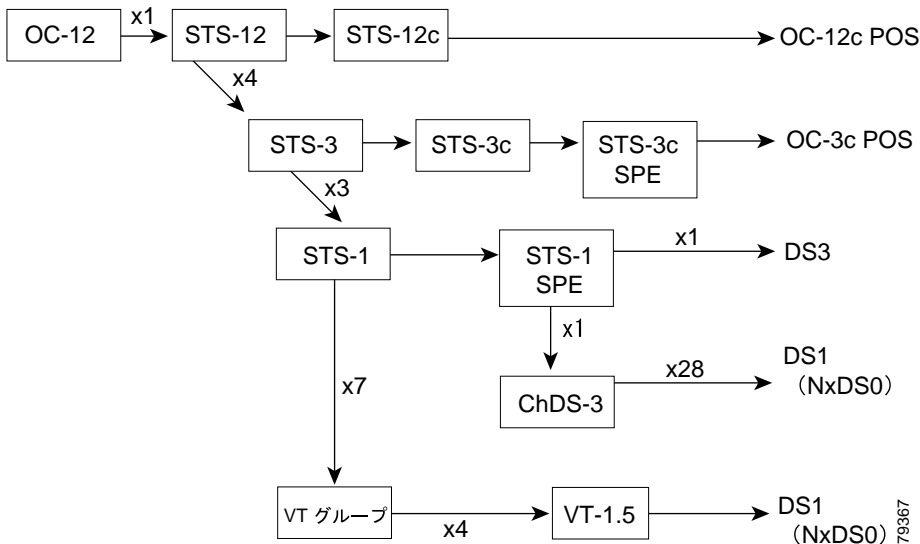 OC-12
x1
STS-12
STS-12c
OC-12c POS
x4
STS-3
STS-3c
STS-3c
SPE
OC-3c POS
x3
STS-1
STS-1
SPE
x1
DS3
x1
x7
ChDS-3
x28
DS1
（NxDS0）
VT グループ
x4
VT-1.5
DS1
（NxDS0）
79367